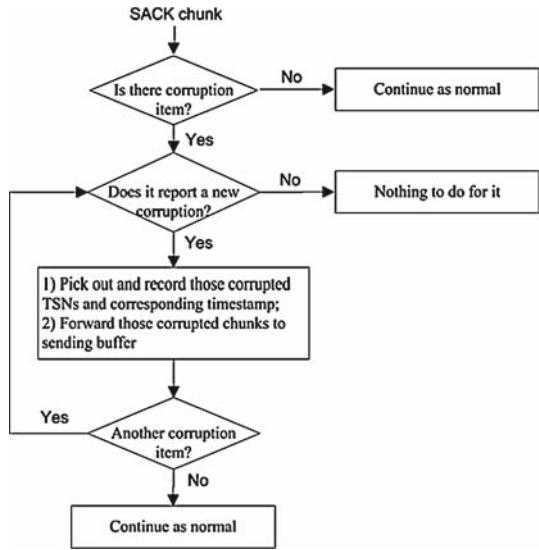 SACK chunk
Is there corruption
item?
No
Continue as normal
Yes
Does it report a new
corruption?
No
Nothing to do for it
Yes
1) Pick out and record those corrupted
TSNs and corresponding timestamp;
2) Forward those corrupted chunks to
sending buffer
Yes
Another corruption
item?
No
Continue as normal